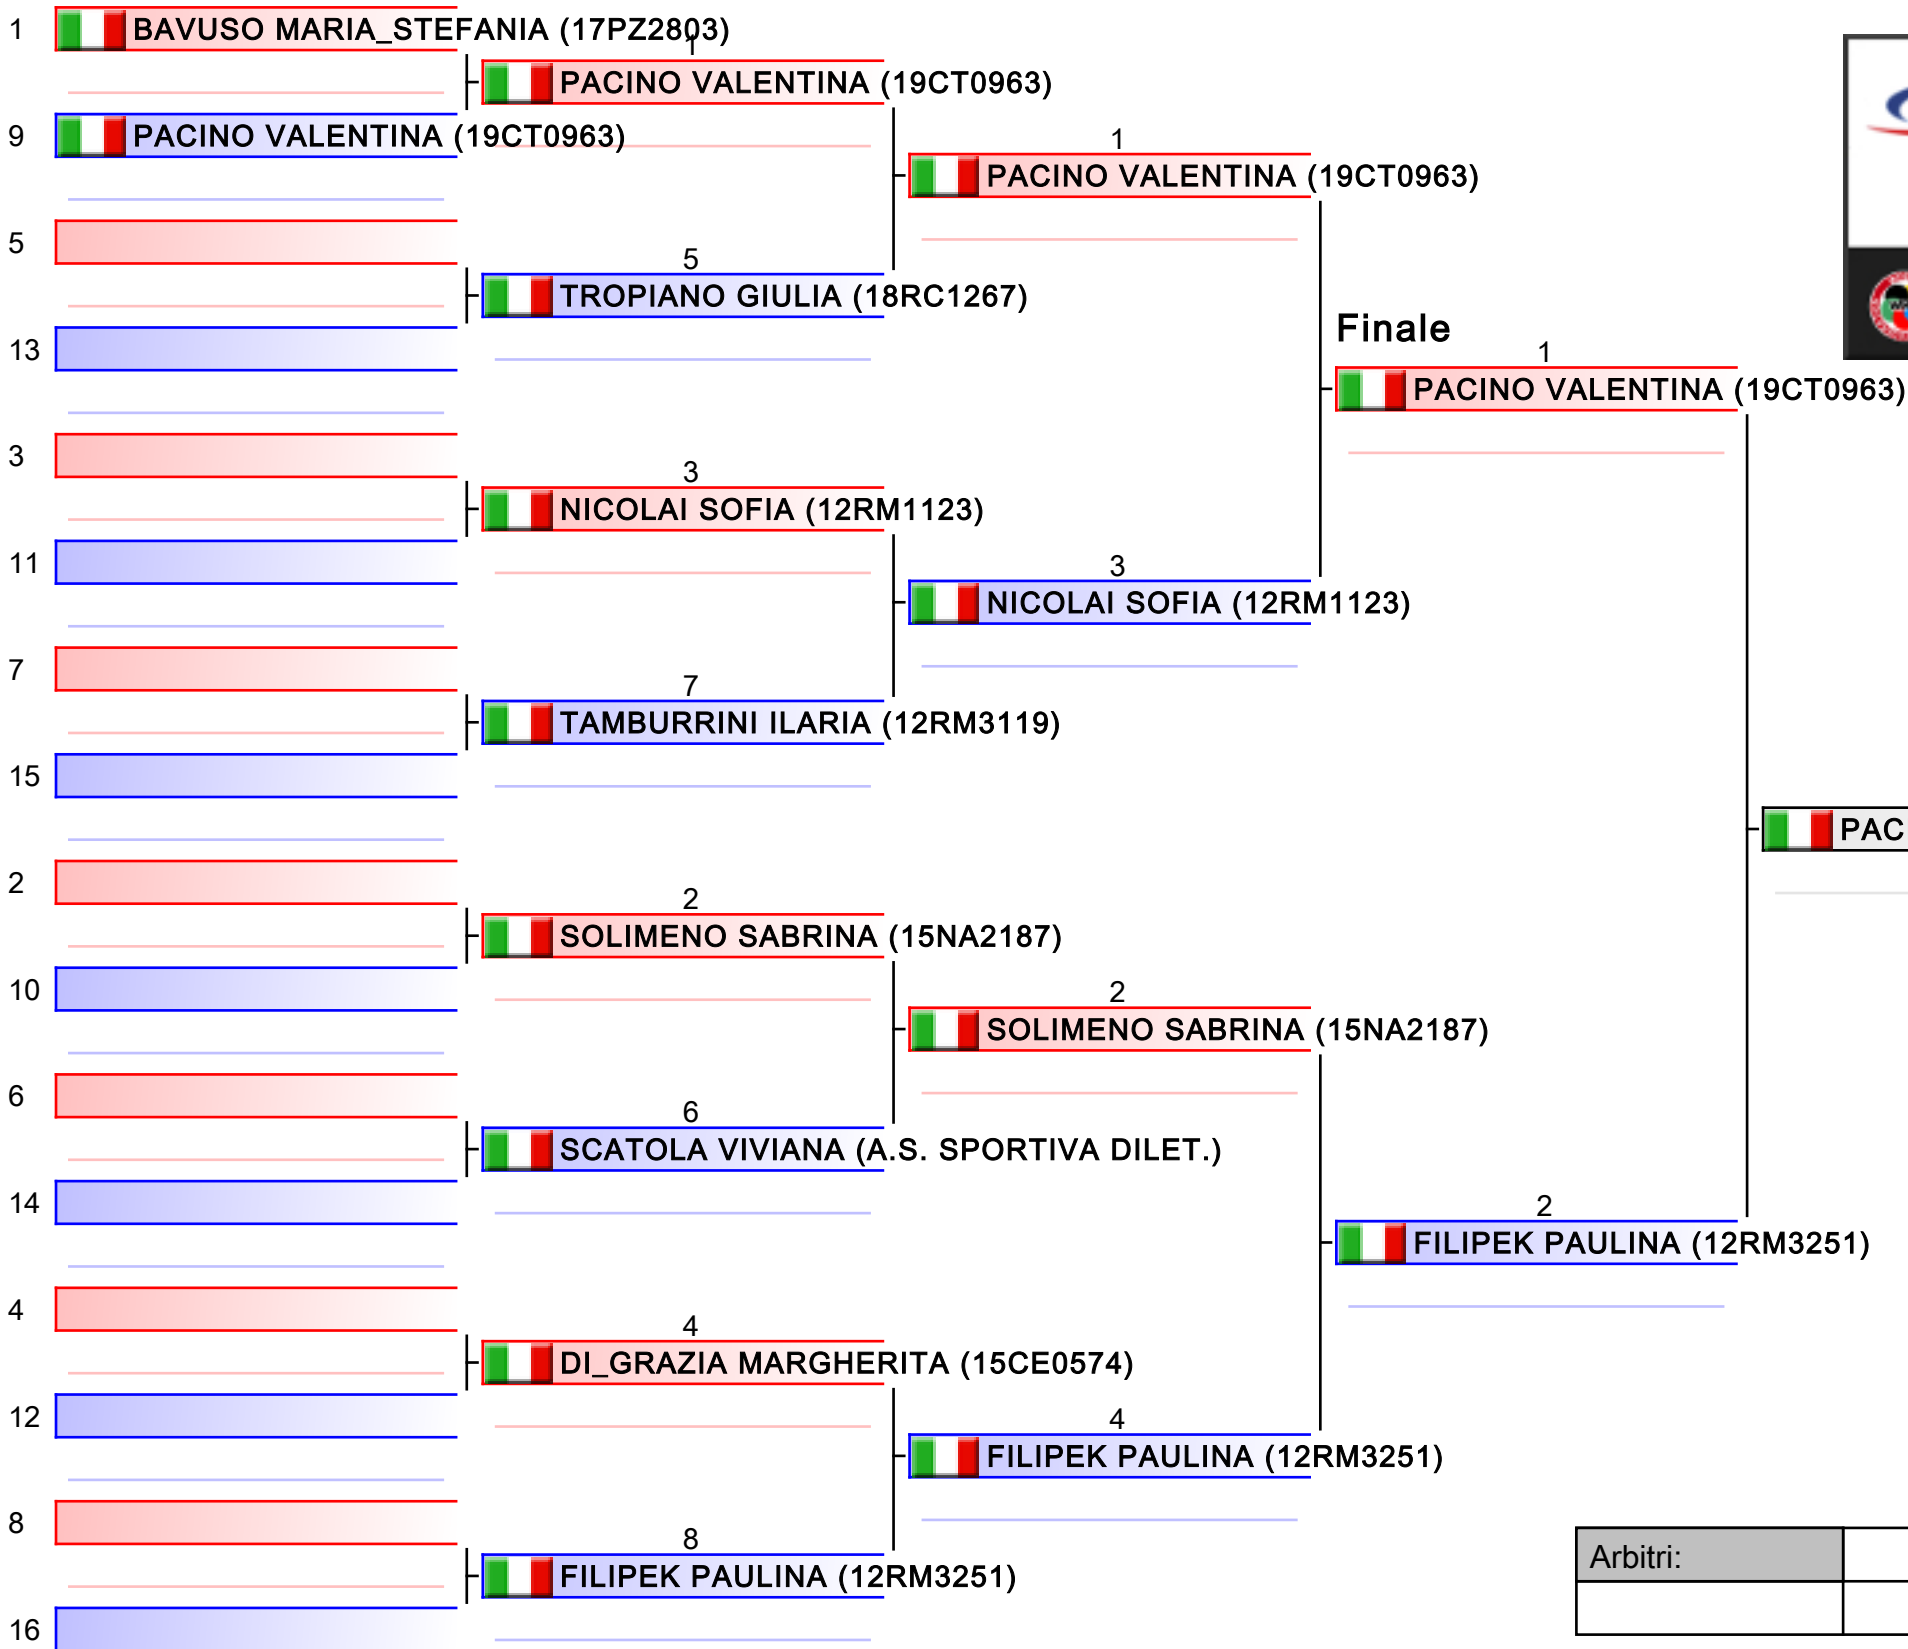 1
BAVUSO MARIA_STEFANIA (17PZ2803)
1
PACINO VALENTINA (19CT0963)
9
PACINO VALENTINA (19CT0963)
1
PACINO VALENTINA (19CT0963)
5
5
TROPIANO GIULIA (18RC1267)
13
Finale
1
PACINO VALENTINA (19CT0963)
3
3
NICOLAI SOFIA (12RM1123)
11
3
NICOLAI SOFIA (12RM1123)
7
7
TAMBURRINI ILARIA (12RM3119)
15
PAC
2
2
SOLIMENO SABRINA (15NA2187)
10
2
SOLIMENO SABRINA (15NA2187)
6
6
SCATOLA VIVIANA (A.S. SPORTIVA DILET.)
14
2
FILIPEK PAULINA (12RM3251)
4
4
DI_GRAZIA MARGHERITA (15CE0574)
12
4
FILIPEK PAULINA (12RM3251)
8
8
FILIPEK PAULINA (12RM3251)
Arbitri:
16